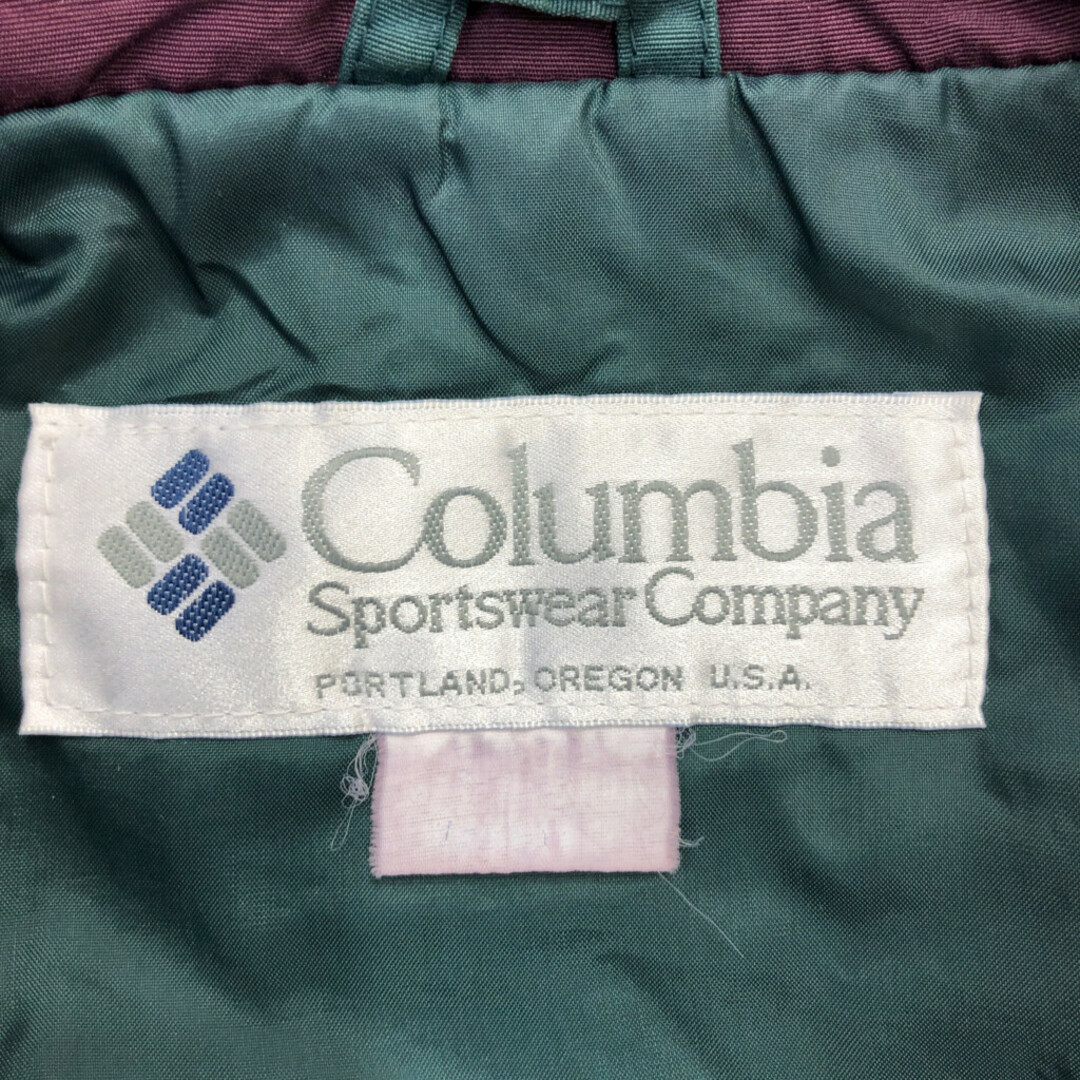 Columbia
Sportswear Company
PORTLAND, OREGON U.S.A.